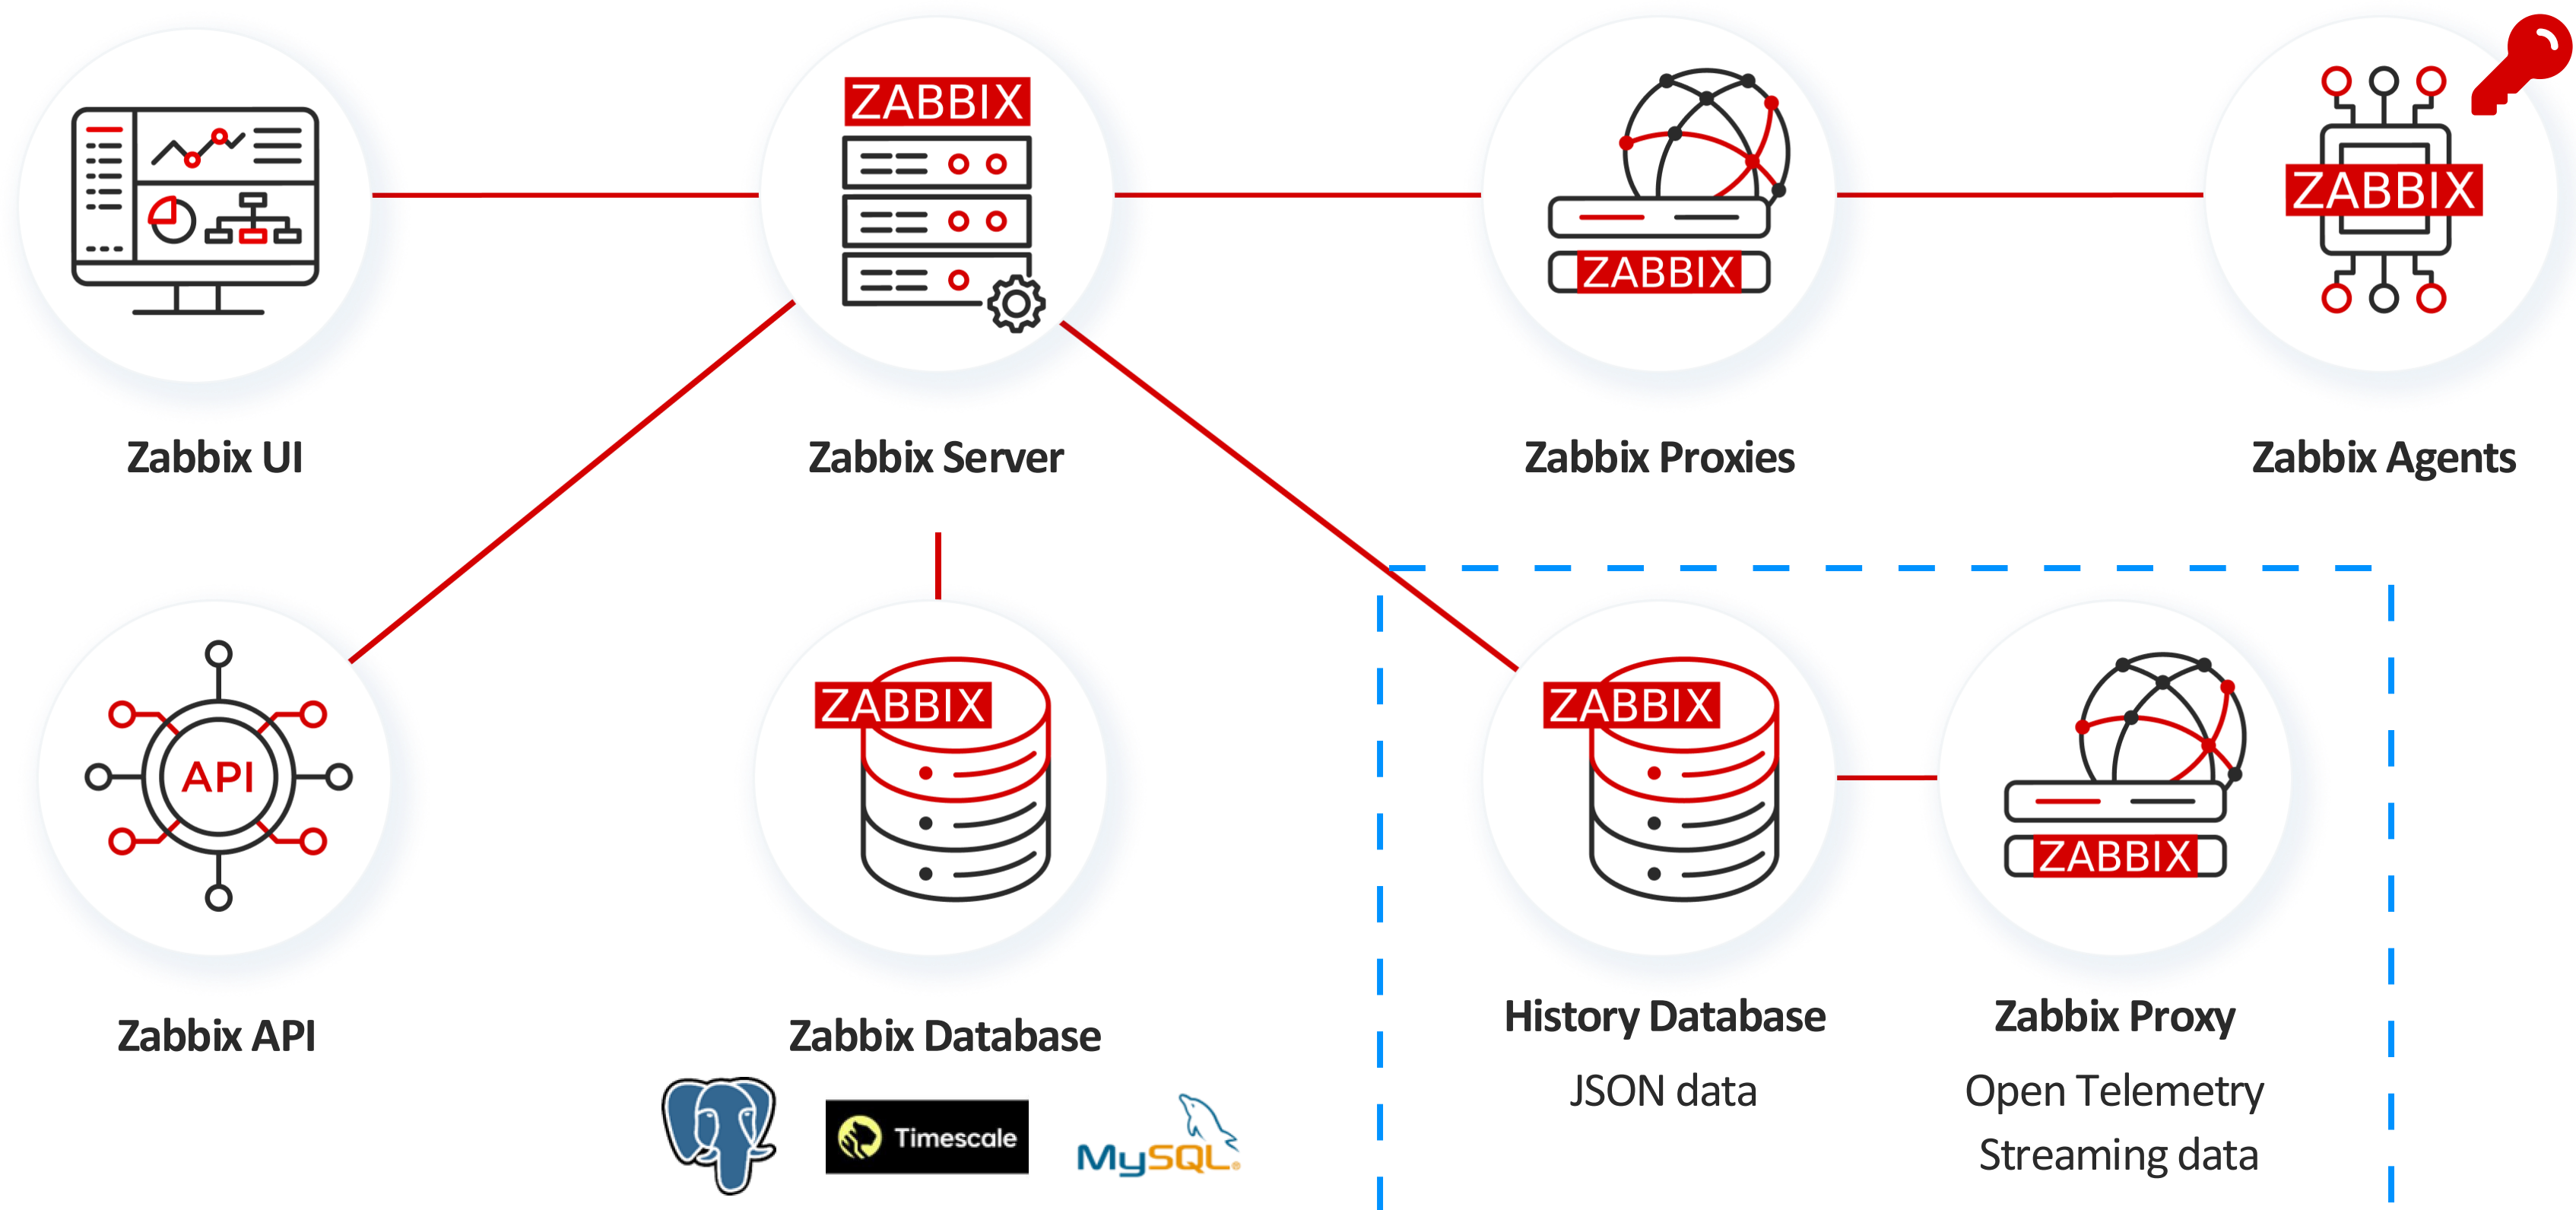 ZABBIX
ZABBIX
ZABBIX
Zabbix UI
Zabbix Server
Zabbix Proxies
Zabbix Agents
API
ZABBIX
ZABBIX
ZABBIX
Zabbix API
Zabbix Database
History Database
Zabbix Proxy
JSON data
Open Telemetry
Streaming data
Timescale
MySQL®